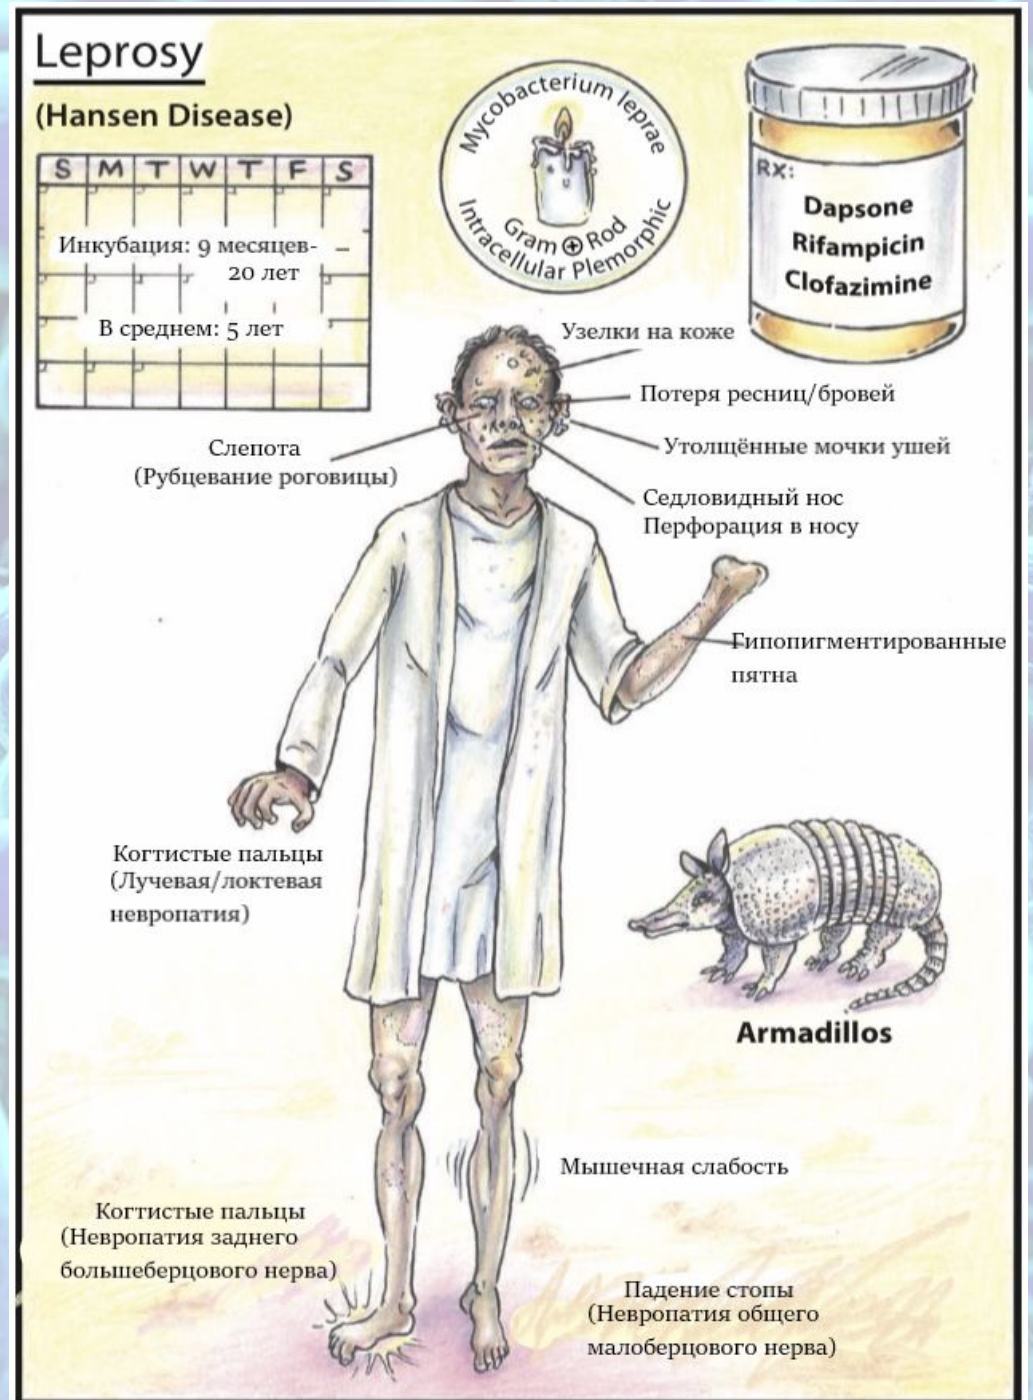 Leprosy
(Hansen Disease)
S M T W T F S
Инкубация: 9 месяцев-
20 лет
В среднем: 5 лет
Mycobacterium leprae
Gram + Rod
Intracellular Plemorphic
RX:
Dapsone
Rifampicin
Clofazimine
Узелки на коже
Потеря ресниц/бровей
Утолщённые мочки ушей
Слепота
(Рубцевание роговицы)
Седловидный нос
Перфорация в носу
Гипопигментированные
пятна
Когтистые пальцы
(Лучевая/локтевая
невропатия)
Armadillos
Мышечная слабость
Когтистые пальцы
(Невропатия заднего
большеберцового нерва)
Падение стопы
(Невропатия общего
малоберцового нерва)